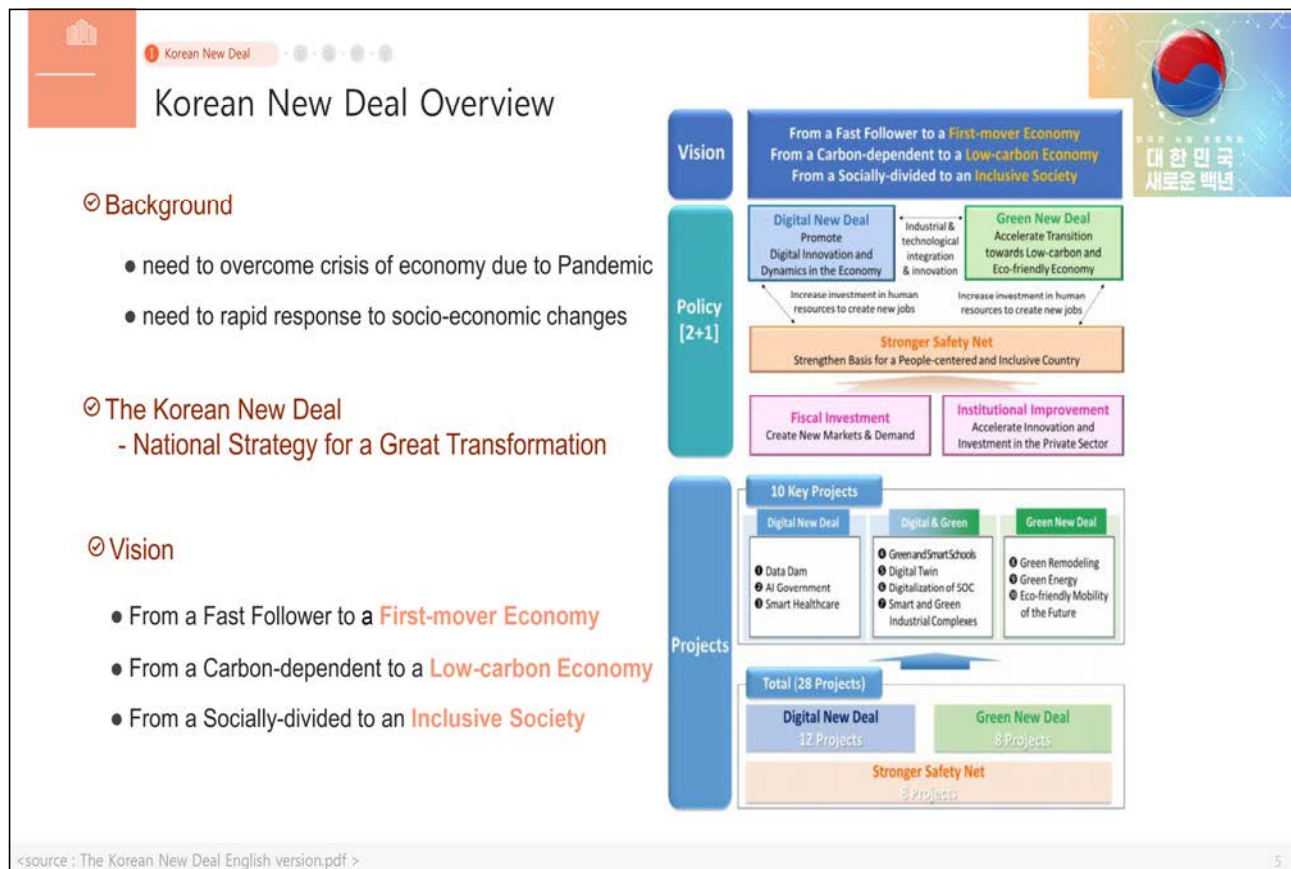 1 Korean New Deal
Korean New Deal Overview
Background
● need to overcome crisis of economy due to Pandemic
● need to rapid response to socio-economic changes
The Korean New Deal
- National Strategy for a Great Transformation
Vision
● From a Fast Follower to a First-mover Economy
● From a Carbon-dependent to a Low-carbon Economy
● From a Socially-divided to an Inclusive Society
대한민국
새로운 백년
Vision
From a Fast Follower to a First-mover Economy
From a Carbon-dependent to a Low-carbon Economy
From a Socially-divided to an Inclusive Society
Policy
[2+1]
Digital New Deal
Promote
Digital Innovation and
Dynamics in the Economy
Industrial &
technological
integration
& innovation
Green New Deal
Accelerate Transition
towards Low-carbon and
Eco-friendly Economy
Increase investment in human
resources to create new jobs
Increase investment in human
resources to create new jobs
Stronger Safety Net
Strengthen Basis for a People-centered and Inclusive Country
Fiscal Investment
Create New Markets & Demand
Institutional Improvement
Accelerate Innovation and
Investment in the Private Sector
Projects
10 Key Projects
Digital New Deal
❶ Data Dam
❷ AI Government
❸ Smart Healthcare
Digital & Green
❹ Green and Smart Schools
❺ Digital Twin
❻ Digitalization of SOC
❼ Smart and Green
Industrial Complexes
Green New Deal
❽ Green Remodeling
❾ Green Energy
❿ Eco-friendly Mobility
of the Future
Total (28 Projects)
Digital New Deal
12 Projects
Green New Deal
8 Projects
Stronger Safety Net
8 Projects
<source : The Korean New Deal English version.pdf >
5